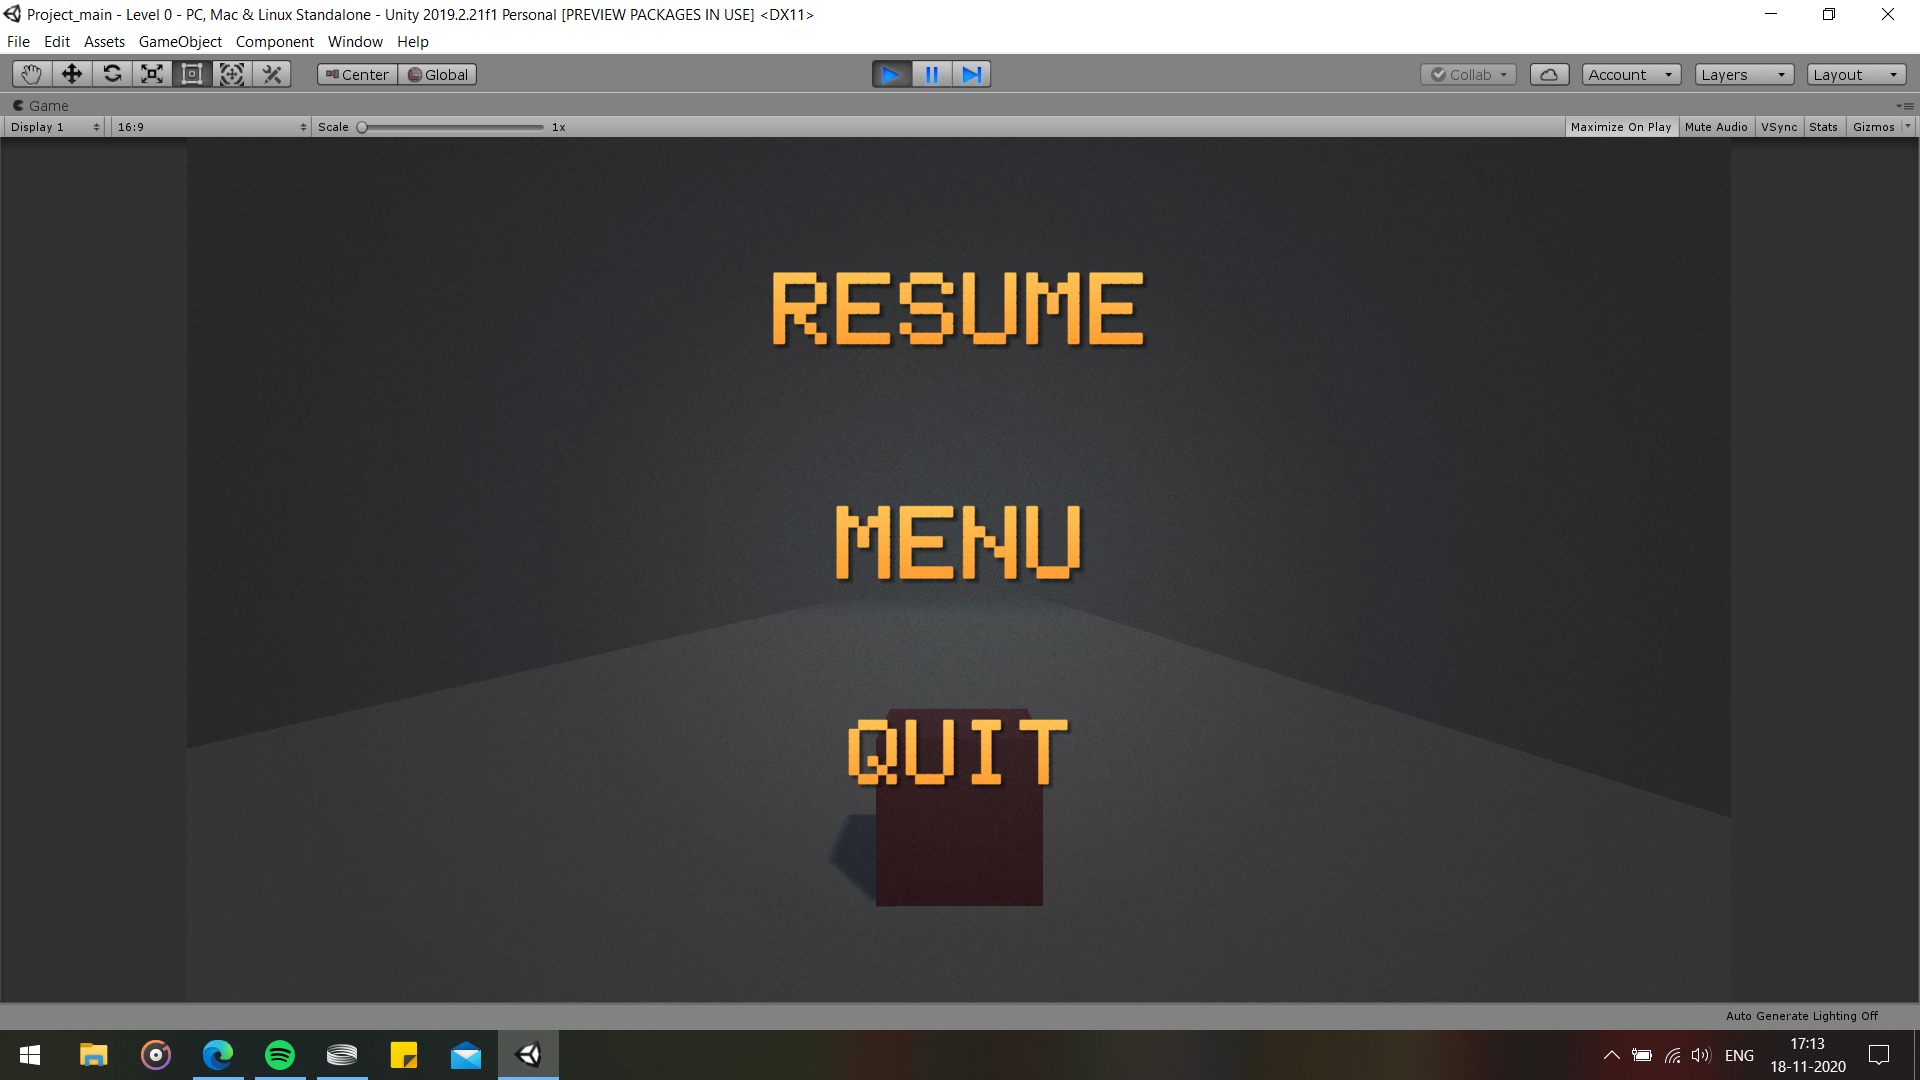 Project_main - Level 0 - PC, Mac & Linux Standalone - Unity 2019.2.21f1 Personal [PREVIEW PACKAGES IN USE] <DX11>
File Edit Assets GameObject Component Window Help
Center Global Collab Account Layers Layout
Game
Display 1 16:9 Scale 1x Maximize On Play Mute Audio VSync Stats Gizmos
RESUME
MENU
QUIT
Auto Generate Lighting Off
ENG 17:13
18-11-2020